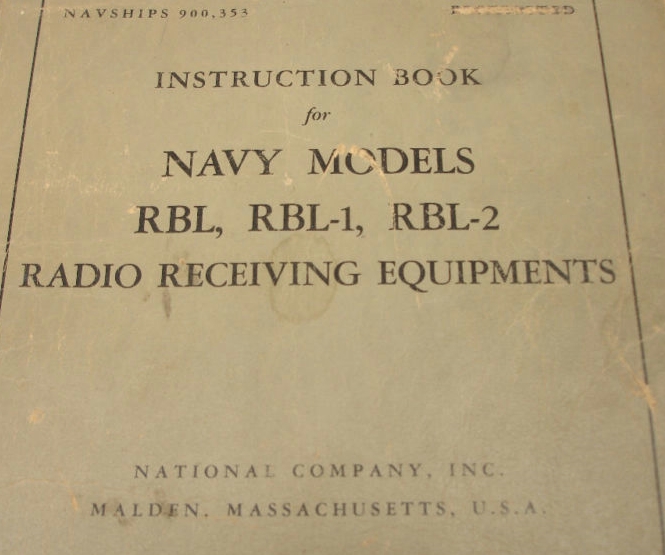 NAVSHIPS 900,353
INSTRUCTION BOOK
for
NAVY MODELS
RBL, RBL-1, RBL-2
RADIO RECEIVING EQUIPMENTS
NATIONAL COMPANY, INC.
MALDEN, MASSACHUSETTS, U.S.A.